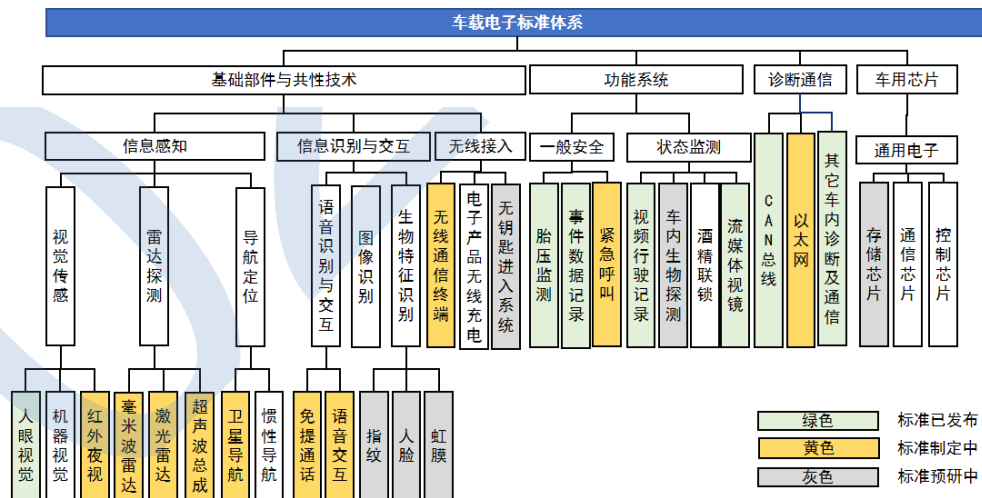 车载电子标准体系
基础部件与共性技术
功能系统
诊断通信
车用芯片
信息感知
信息识别与交互
无线接入
一般安全
状态监测
通用电子
视觉传感
雷达探测
导航定位
语音识别与交互
图像识别
生物特征识别
无线通信终端
电子产品无线充电
无钥匙进入系统
胎压监测
事件数据记录
紧急呼叫
视频行驶记录
车内生物探测
酒精联锁
流媒体视镜
CAN总线
以太网
其它车内诊断及通信
存储芯片
通信芯片
控制芯片
人眼视觉
机器视觉
红外夜视
毫米波雷达
激光雷达
超声波总成
卫星导航
惯性导航
免提通话
语音交互
指纹
人脸
虹膜
绿色 标准已发布
黄色 标准制定中
灰色 标准预研中